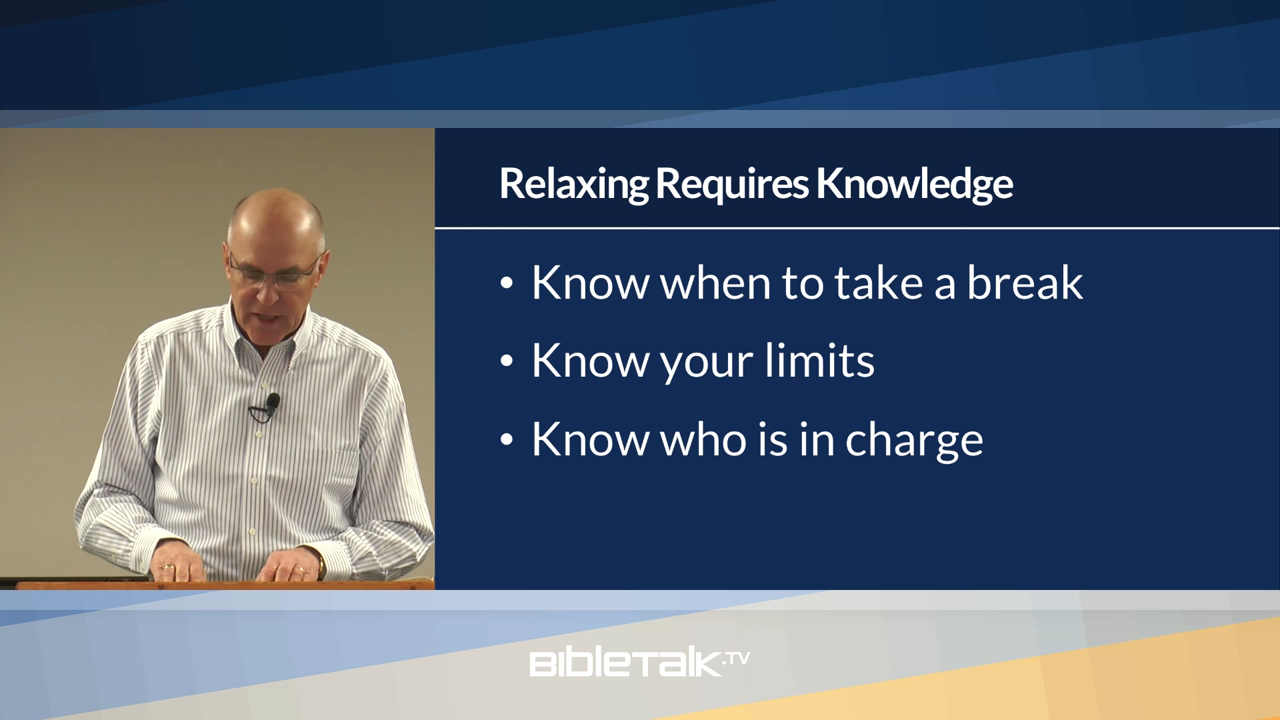 Relaxing Requires Knowledge
• Know when to take a break
• Know your limits
• Know who is in charge
BIBLETALK.TV